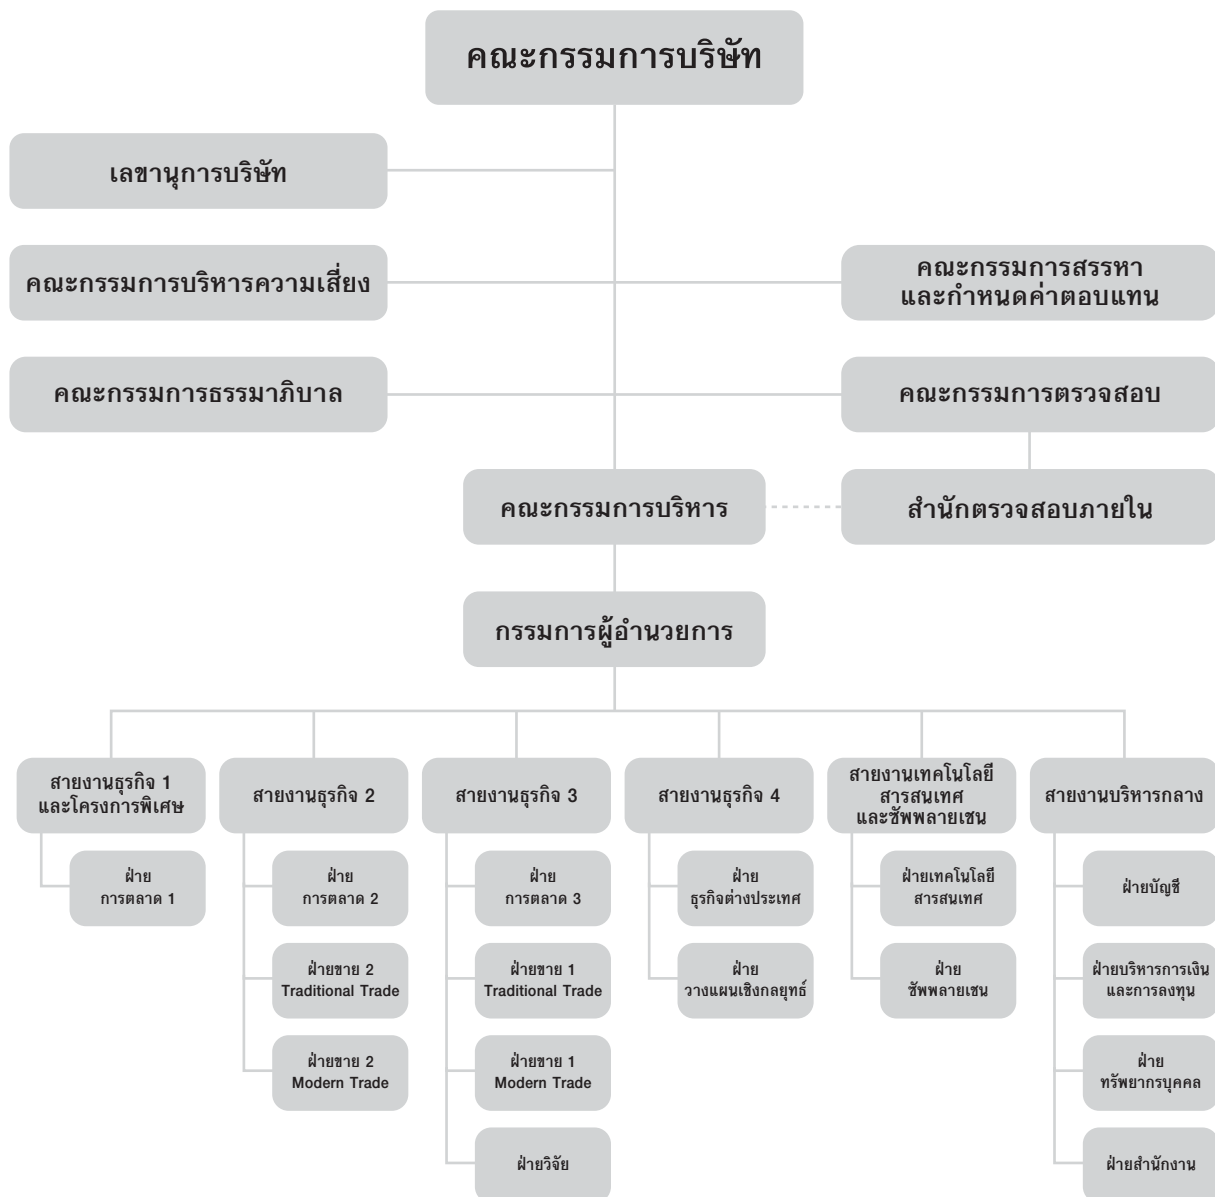 คณะกรรมการบริษัท
เลขานุการบริษัท
คณะกรรมการบริหารความเสี่ยง
คณะกรรมการสรรหา
และกำหนดค่าตอบแทน
คณะกรรมการธรรมาภิบาล
คณะกรรมการตรวจสอบ
คณะกรรมการบริหาร
สำนักตรวจสอบภายใน
กรรมการผู้อำนวยการ
สายงานธุรกิจ 1
และโครงการพิเศษ
สายงานธุรกิจ 2
สายงานธุรกิจ 3
สายงานธุรกิจ 4
สายงานเทคโนโลยี
สารสนเทศ
และซัพพลายเชน
สายงานบริหารกลาง
ฝ่าย
การตลาด 1
ฝ่าย
การตลาด 2
ฝ่าย
การตลาด 3
ฝ่าย
ธุรกิจต่างประเทศ
ฝ่ายเทคโนโลยี
สารสนเทศ
ฝ่ายบัญชี
ฝ่ายขาย 2
Traditional Trade
ฝ่ายขาย 1
Traditional Trade
ฝ่าย
วางแผนเชิงกลยุทธ์
ฝ่าย
ซัพพลายเชน
ฝ่ายบริหารการเงิน
และการลงทุน
ฝ่ายขาย 2
Modern Trade
ฝ่ายขาย 1
Modern Trade
ฝ่าย
ทรัพยากรบุคคล
ฝ่ายวิจัย
ฝ่ายสำนักงาน